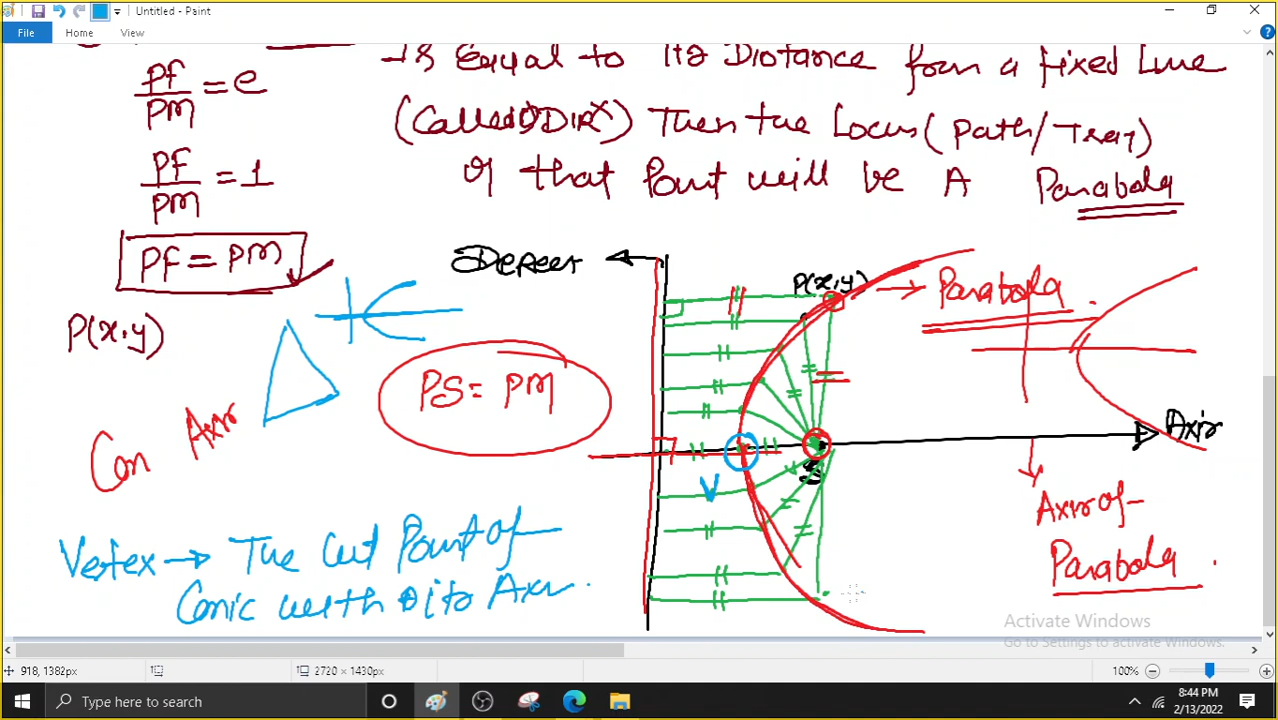 Untitled - Paint
File Home View
PF/PM = e
is Equal to Its Distance from a fixed Line
(Called DirX) Then the Locus (Path/
PF/PM = 1
of that Point will be A Parabola
PF = PM
P(x,y)
P(x,y)
Parabola
PS = PM
Con Axis
Axis
S
V
Axis of
Parabola
Vertex → The Cut Point of
Conic with its Axis
Activate Windows
Go to Settings to activate Windows.
918, 1382px
2720 × 1430px
100%
Type here to search
8:44 PM
2/13/2022